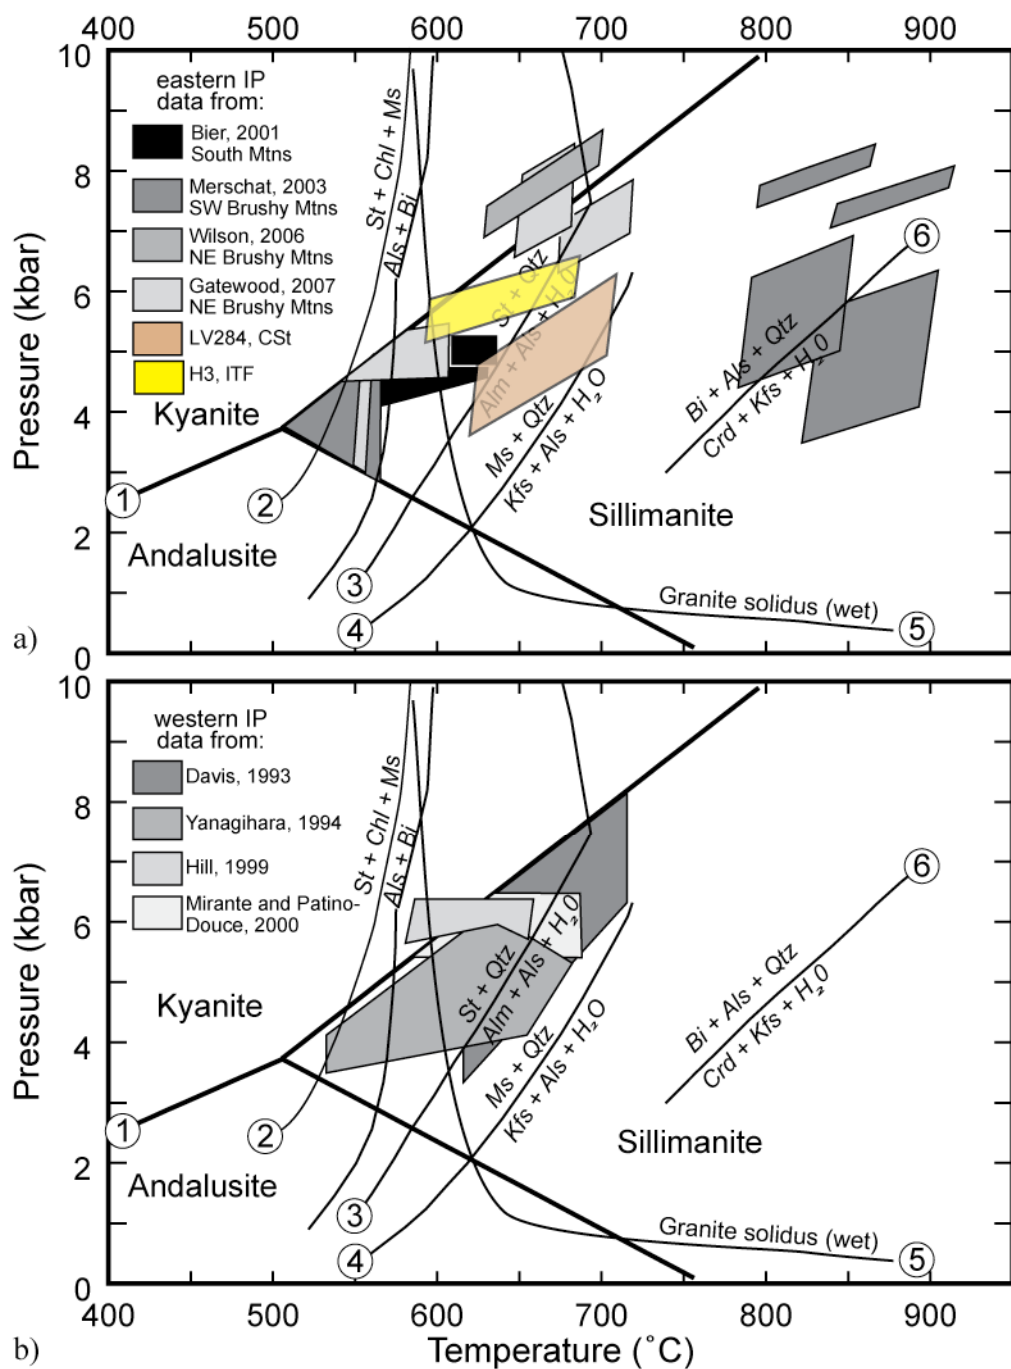 400 500 600 700 800 900
10
8
6
4
2
0
Pressure (kbar)
eastern IP
data from:
Bier, 2001
South Mtns
Merschat, 2003
SW Brushy Mtns
Wilson, 2006
NE Brushy Mtns
Gatewood, 2007
NE Brushy Mtns
LV284, CSt
H3, ITF
St + Chl + Ms
Als + Bi
St + Qtz
Alm + Als + H₂0
Ms + Qtz
Kfs + Als + H₂O
Bi + Als + Qtz
Crd + Kfs + H₂0
Kyanite
Andalusite
Sillimanite
Granite solidus (wet)
1
2
3
4
5
6
a)
10
8
6
4
2
0
Pressure (kbar)
western IP
data from:
Davis, 1993
Yanagihara, 1994
Hill, 1999
Mirante and Patino-
Douce, 2000
St + Chl + Ms
Als + Bi
St + Qtz
Alm + Als + H₂0
Ms + Qtz
Kfs + Als + H₂O
Bi + Als + Qtz
Crd + Kfs + H₂0
Kyanite
Andalusite
Sillimanite
Granite solidus (wet)
1
2
3
4
5
6
400 500 600 700 800 900
Temperature (˚C)
b)